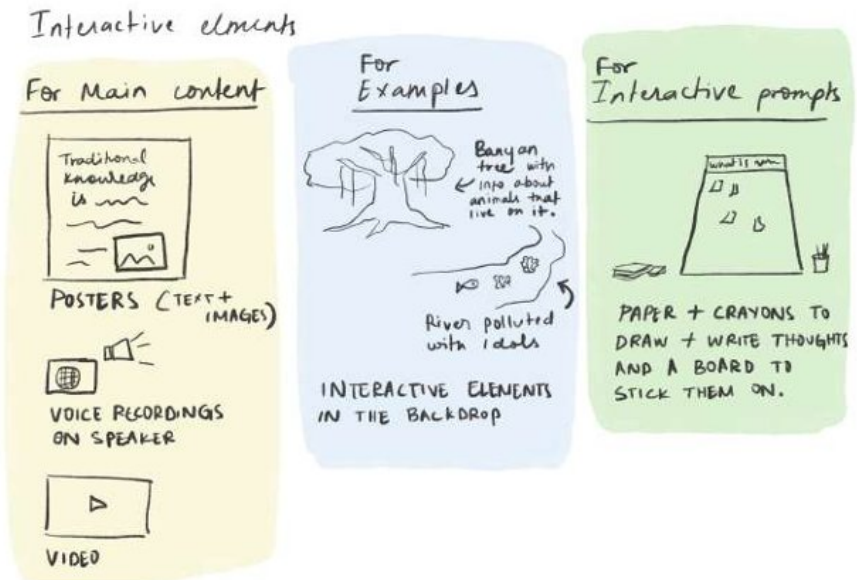 Interactive elments
For Main content
Traditional
knowledge
is
POSTERS (TEXT +
IMAGES)
VOICE RECORDINGS
ON SPEAKER
VIDEO
For
Examples
Banyan
tree with
info about
animals that
live on it.
River polluted
with idols
INTERACTIVE ELEMENTS
IN THE BACKDROP
For
Interactive prompts
what is
PAPER + CRAYONS TO
DRAW + WRITE THOUGHTS
AND A BOARD TO
STICK THEM ON.